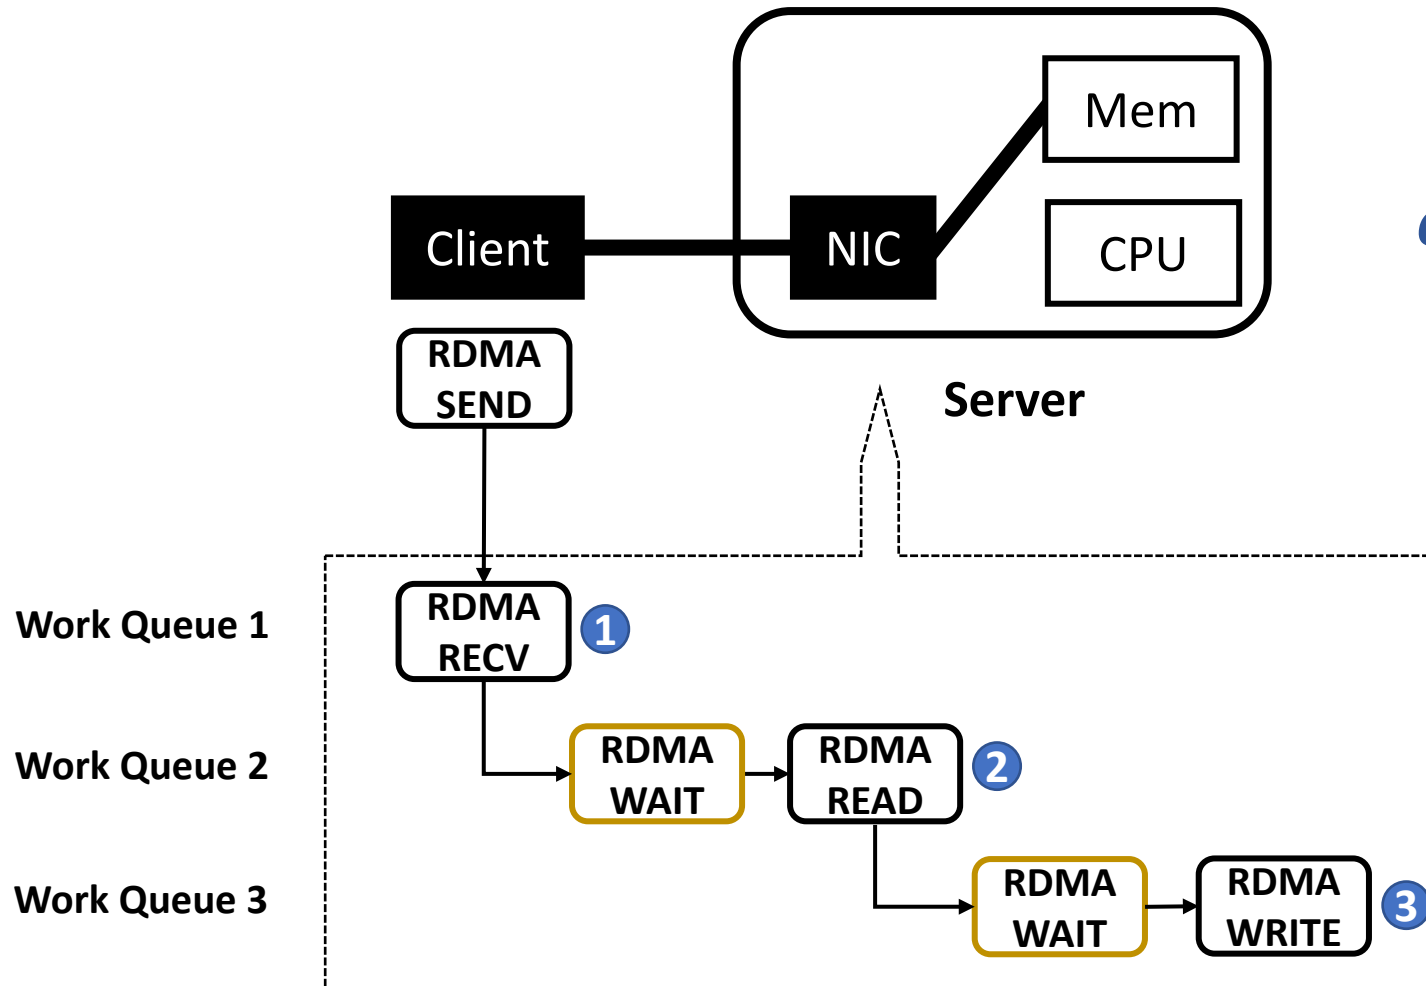 Mem
Client
NIC
CPU
RDMA
SEND
Server
Work Queue 1
RDMA
RECV
1
Work Queue 2
RDMA
WAIT
RDMA
READ
2
Work Queue 3
RDMA
WAIT
RDMA
WRITE
3